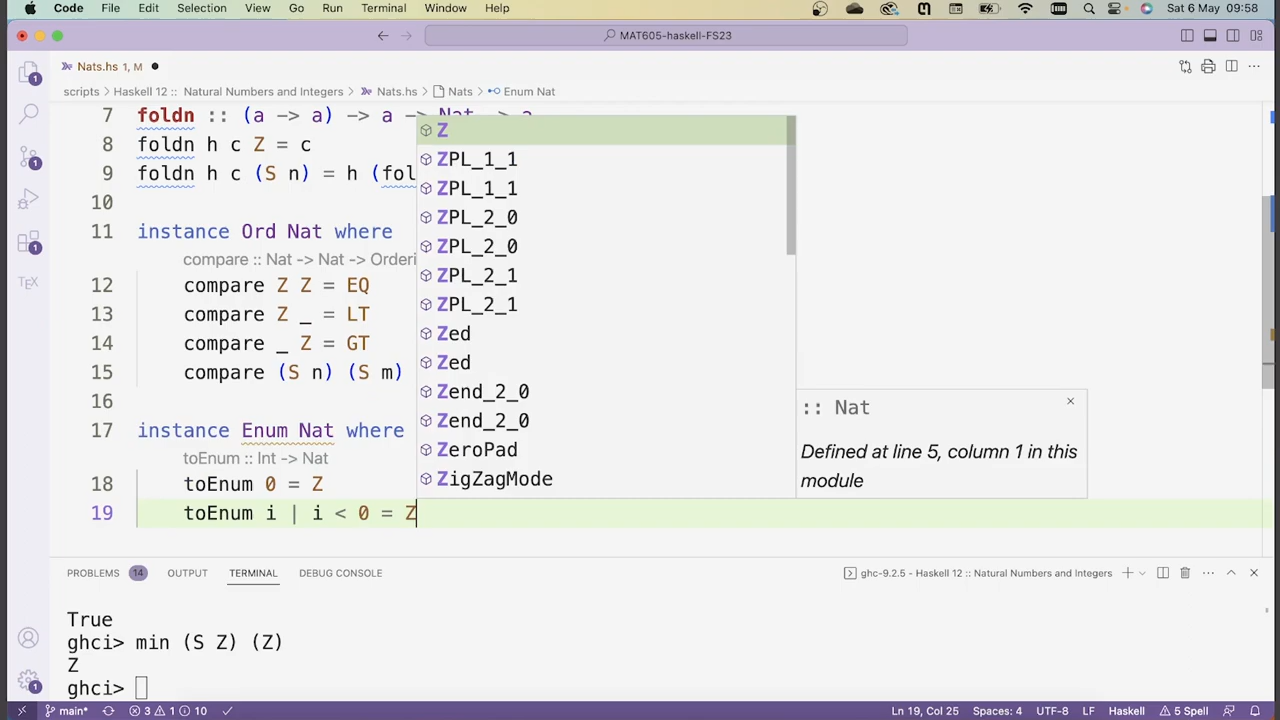 Code File Edit Selection View Go Run Terminal Window Help Sat 6 May 09:58
MAT605-haskell-FS23
Nats.hs 1, M
scripts > Haskell 12 :: Natural Numbers and Integers > Nats.hs > Nats > Enum Nat
7 foldn :: (a -> a) -> a -> Nat -> a
8 foldn h c Z = c
9 foldn h c (S n) = h (fol
10
11 instance Ord Nat where
compare :: Nat -> Nat -> Orderi
12 compare Z Z = EQ
13 compare Z _ = LT
14 compare _ Z = GT
15 compare (S n) (S m)
16
17 instance Enum Nat where
toEnum :: Int -> Nat
18 toEnum 0 = Z
19 toEnum i | i < 0 = Z
Z
ZPL_1_1
ZPL_1_1
ZPL_2_0
ZPL_2_0
ZPL_2_1
ZPL_2_1
Zed
Zed
Zend_2_0
Zend_2_0
ZeroPad
ZigZagMode
:: Nat
Defined at line 5, column 1 in this
module
PROBLEMS 14 OUTPUT TERMINAL DEBUG CONSOLE ghc-9.2.5 - Haskell 12 :: Natural Numbers and Integers
True
ghci> min (S Z) (Z)
Z
ghci>
main* 3 1 10 Ln 19, Col 25 Spaces: 4 UTF-8 LF Haskell 5 Spell